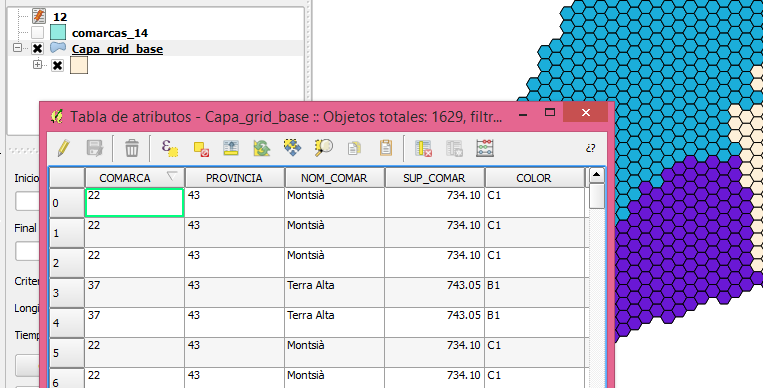 12
comarcas_14
Capa_grid_base
Tabla de atributos - Capa_grid_base :: Objetos totales: 1629, filtr...
ε
¿?
Inicio
Final
Criter
Longi
Tiemp
COMARCA PROVINCIA NOM_COMAR SUP_COMAR COLOR
0 22 43 Montsià 734.10 C1
1 22 43 Montsià 734.10 C1
2 22 43 Montsià 734.10 C1
3 37 43 Terra Alta 743.05 B1
4 37 43 Terra Alta 743.05 B1
5 22 43 Montsià 734.10 C1
6 22 43 Montsià 734.10 C1